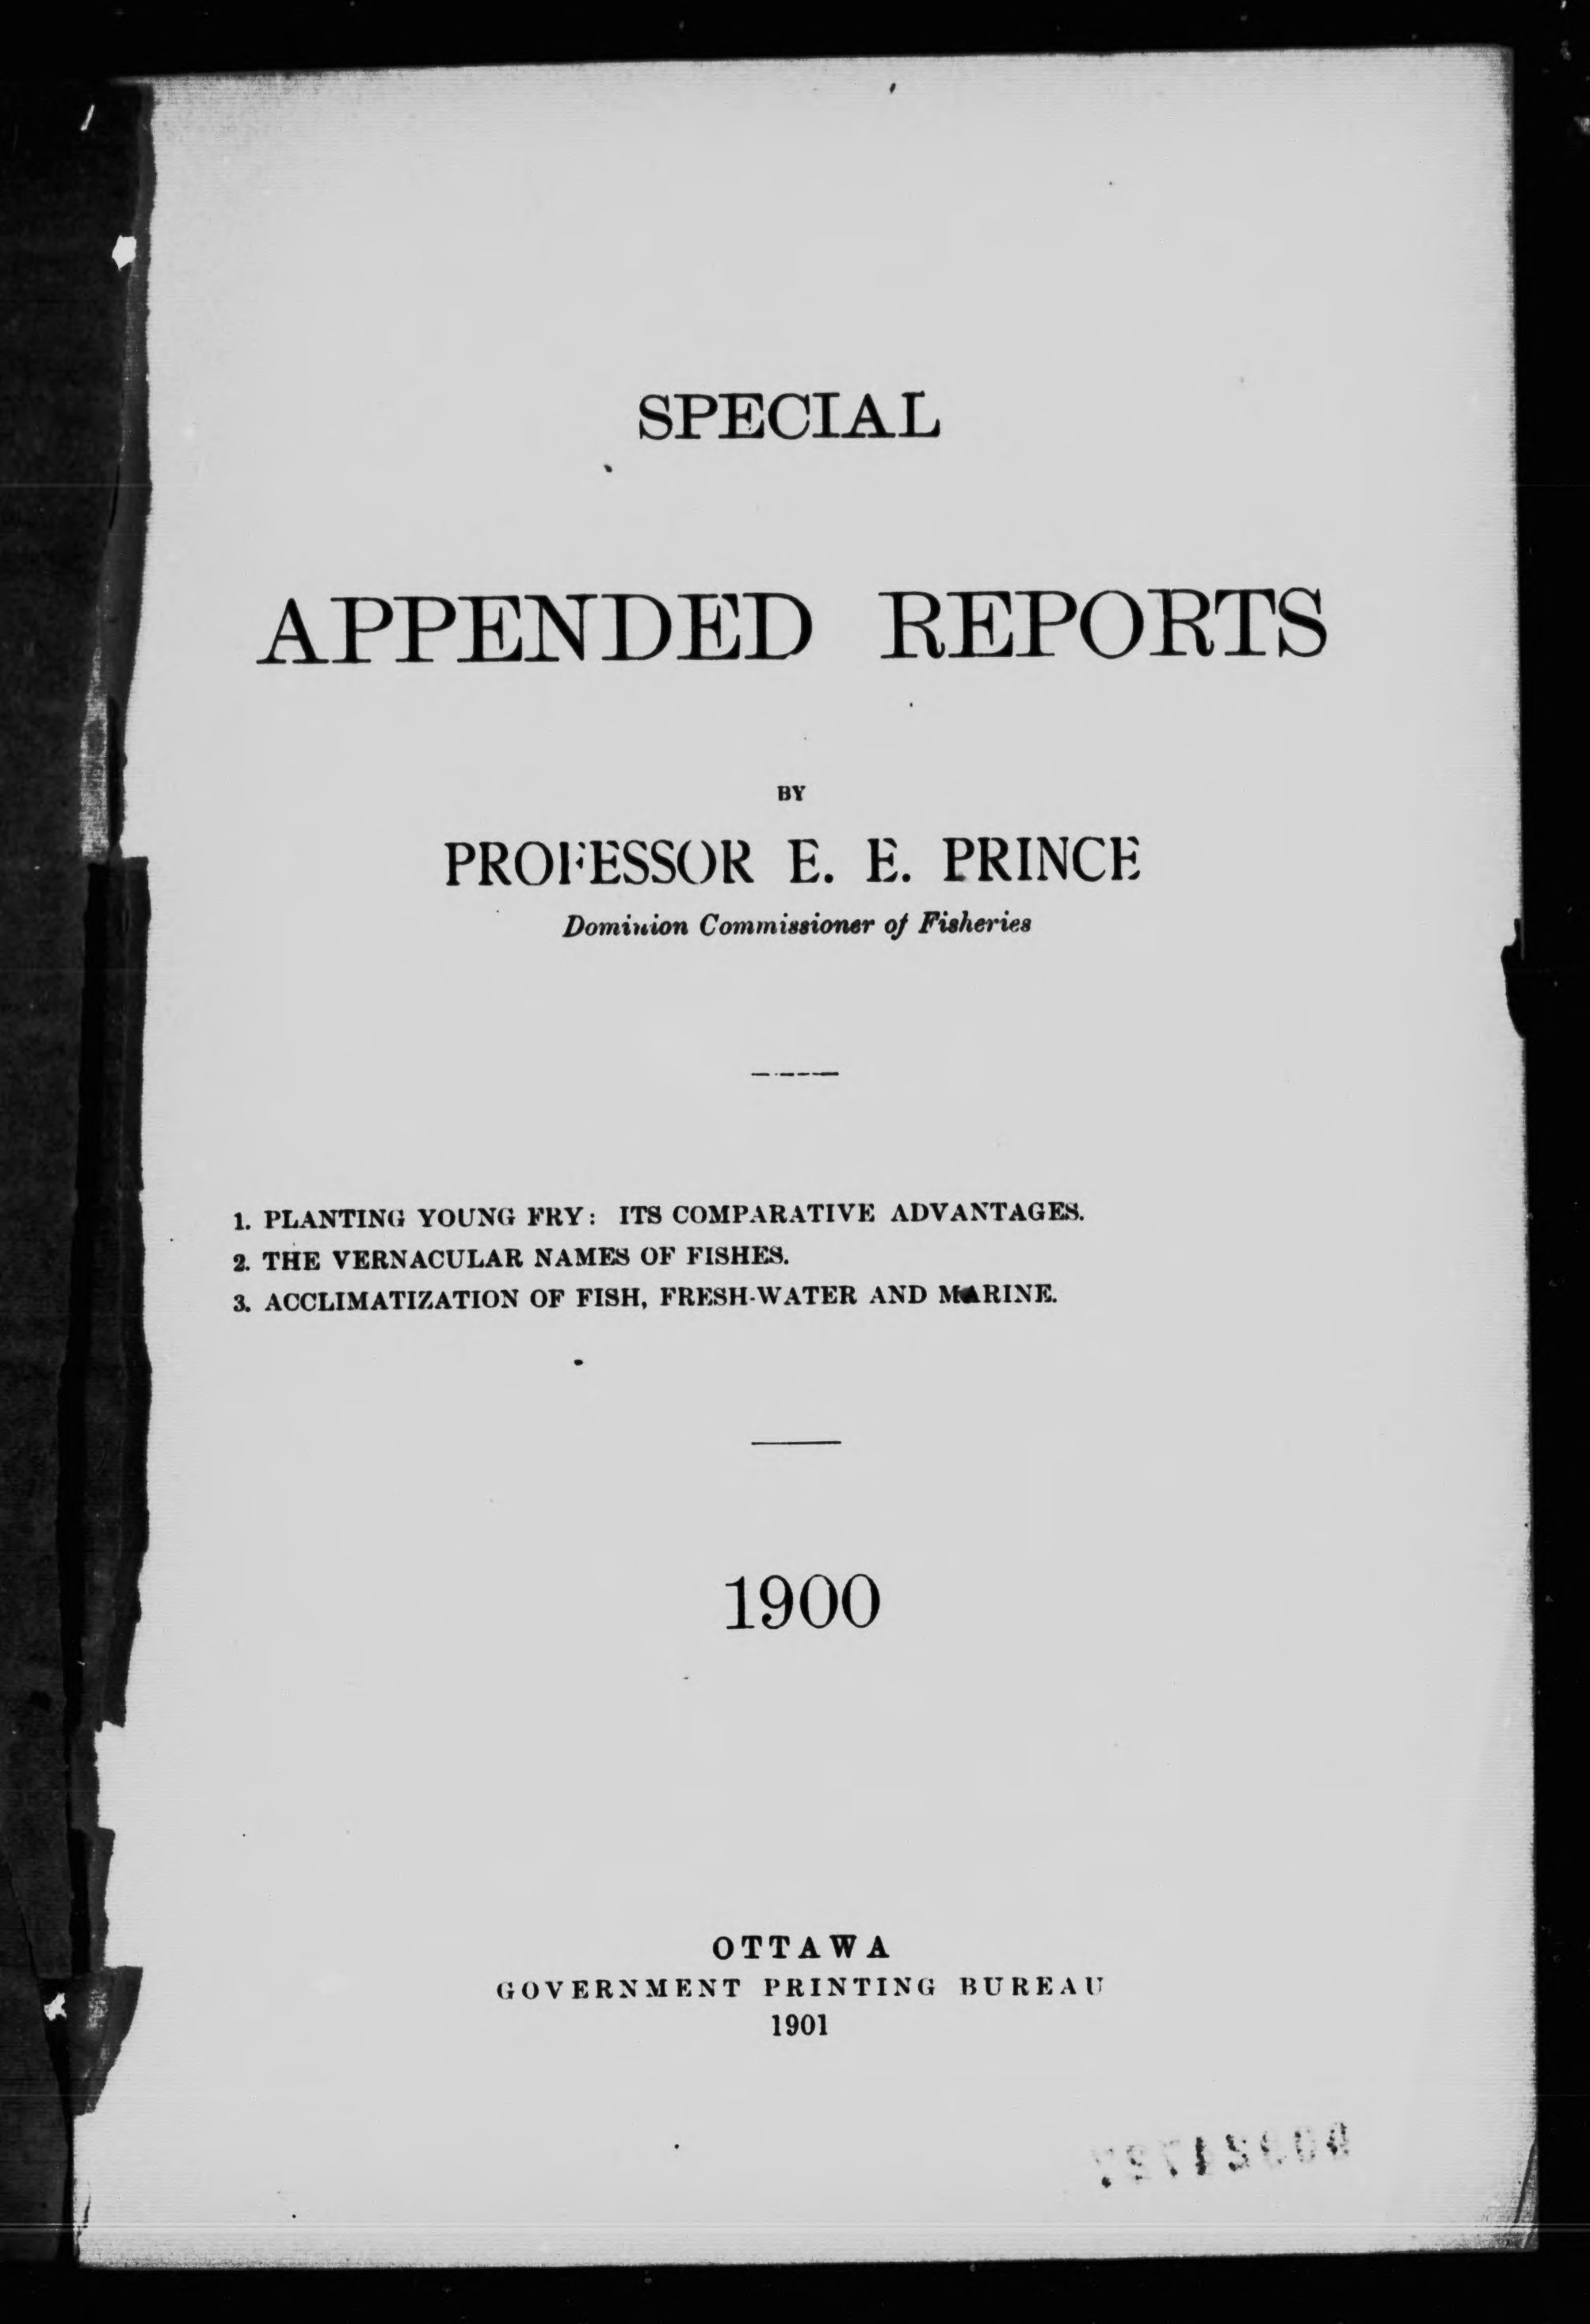 SPECIAL
APPENDED REPORTS
BY
PROFESSOR E. E. PRINCE
Dominion Commissioner of Fisheries
1. PLANTING YOUNG FRY: ITS COMPARATIVE ADVANTAGES.
2. THE VERNACULAR NAMES OF FISHES.
3. ACCLIMATIZATION OF FISH, FRESH-WATER AND MARINE.
1900
OTTAWA
GOVERNMENT PRINTING BUREAU
1901